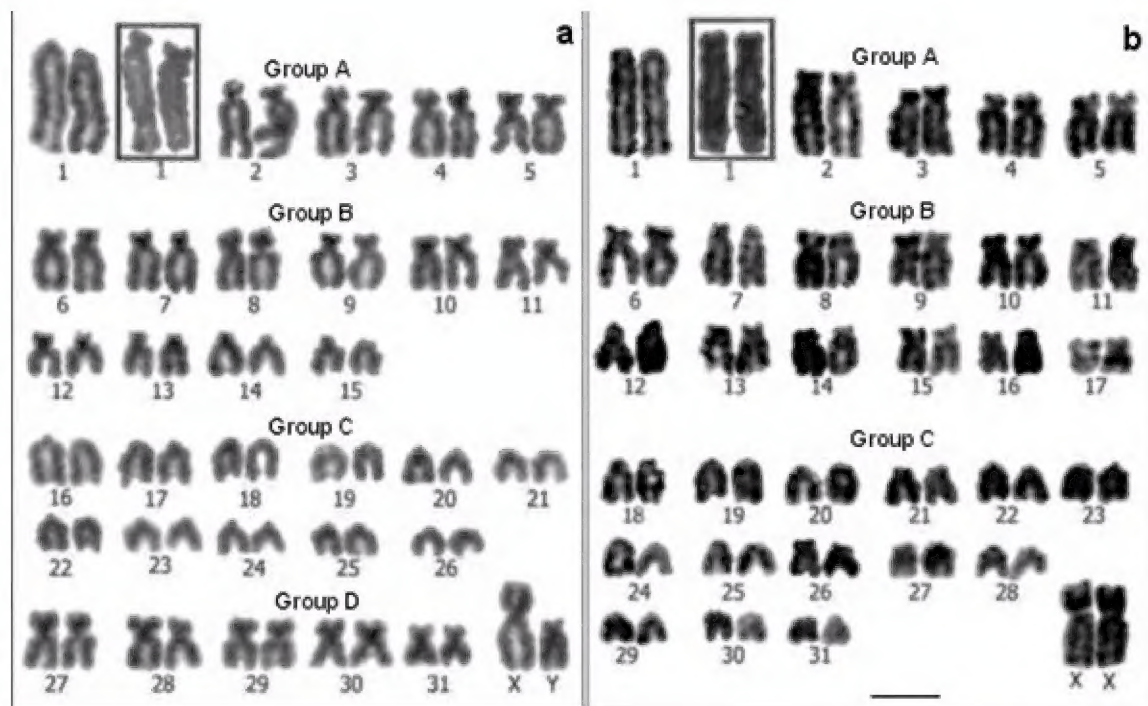 a
Group A
1 1 2 3 4 5
Group B
6 7 8 9 10 11
12 13 14 15
Group C
16 17 18 19 20 21
22 23 24 25 26
Group D
27 28 29 30 31 X Y
b
Group A
1 1 2 3 4 5
Group B
6 7 8 9 10 11
12 13 14 15 16 17
Group C
18 19 20 21 22 23
24 25 26 27 28
29 30 31 X X